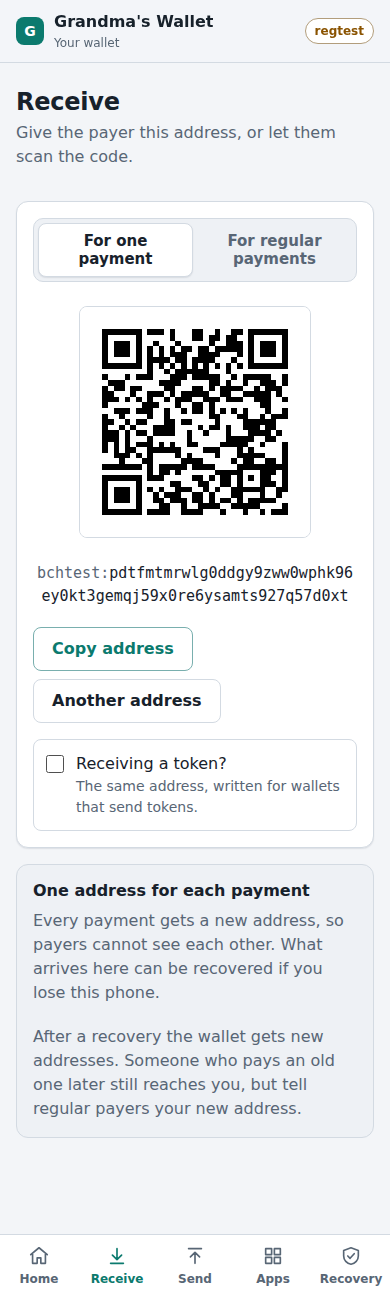 G
Grandma's Wallet
Your wallet
regtest
Receive
Give the payer this address, or let them
scan the code.
For one
payment
For regular
payments
bchtest:pdtfmtmrwlg0ddgy9zww0wphk96
ey0kt3gemqj59x0re6ysamts927q57d0xt
Copy address
Another address
Receiving a token?
The same address, written for wallets
that send tokens.
One address for each payment
Every payment gets a new address, so
payers cannot see each other. What
arrives here can be recovered if you
lose this phone.
After a recovery the wallet gets new
addresses. Someone who pays an old
one later still reaches you, but tell
regular payers your new address.
Home
Receive
Send
Apps
Recovery